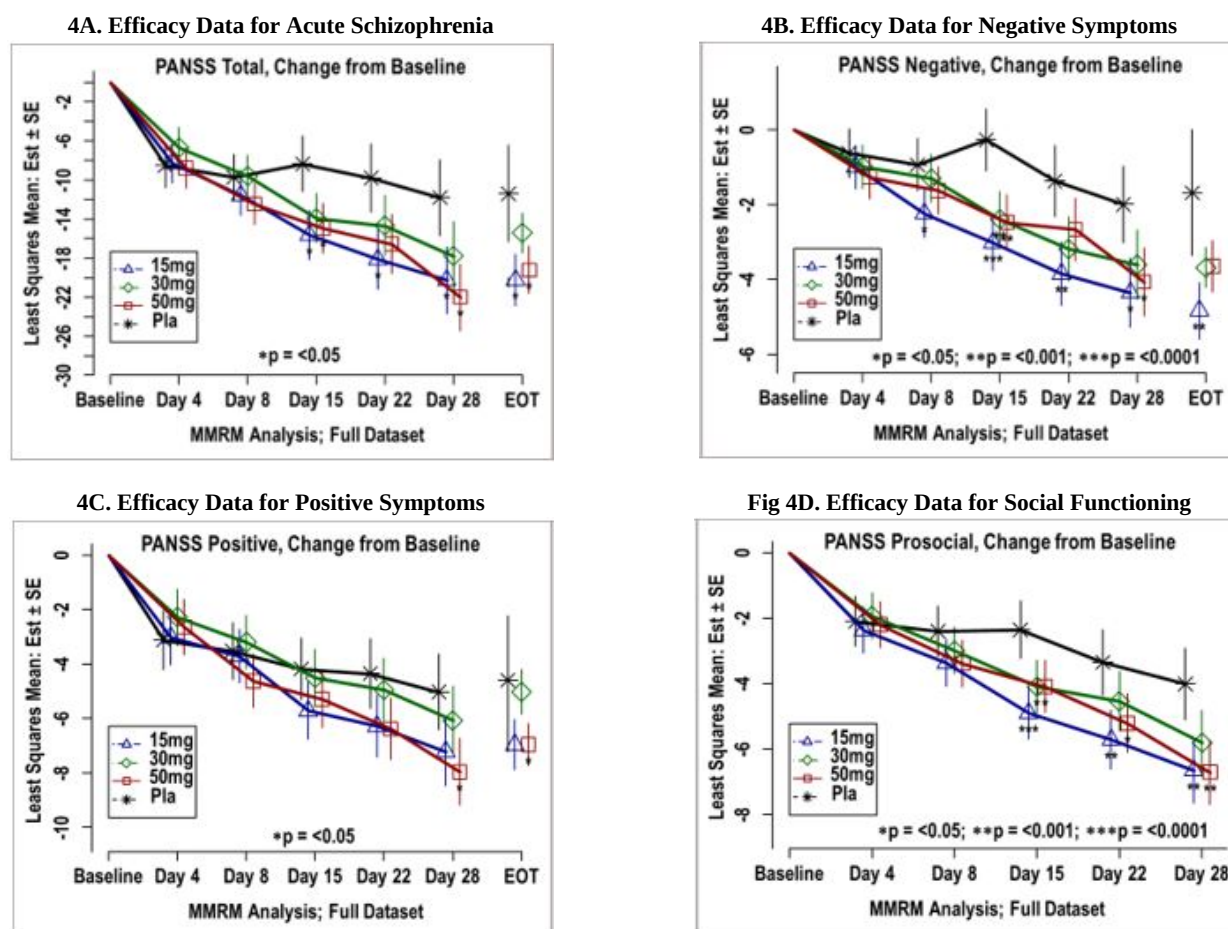 4A. Efficacy Data for Acute Schizophrenia
PANSS Total, Change from Baseline
Least Squares Mean: Est ± SE
-2
-6
-10
-14
-18
-22
-26
-30
15mg
30mg
50mg
Pla
*p = <0.05
Baseline Day 4 Day 8 Day 15 Day 22 Day 28 EOT
MMRM Analysis; Full Dataset
4B. Efficacy Data for Negative Symptoms
PANSS Negative, Change from Baseline
Least Squares Mean: Est ± SE
0
-2
-4
-6
15mg
30mg
50mg
Pla
*
***
***
**
*
*
**
*p = <0.05; **p = <0.001; ***p = <0.0001
Baseline Day 4 Day 8 Day 15 Day 22 Day 28 EOT
MMRM Analysis; Full Dataset
4C. Efficacy Data for Positive Symptoms
PANSS Positive, Change from Baseline
Least Squares Mean: Est ± SE
0
-2
-4
-6
-8
-10
15mg
30mg
50mg
Pla
*p = <0.05
Baseline Day 4 Day 8 Day 15 Day 22 Day 28 EOT
MMRM Analysis; Full Dataset
Fig 4D. Efficacy Data for Social Functioning
PANSS Prosocial, Change from Baseline
Least Squares Mean: Est ± SE
0
-2
-4
-6
-8
15mg
30mg
50mg
Pla
**
***
*
**
**
**
*p = <0.05; **p = <0.001; ***p = <0.0001
Baseline Day 4 Day 8 Day 15 Day 22 Day 28
MMRM Analysis; Full Dataset